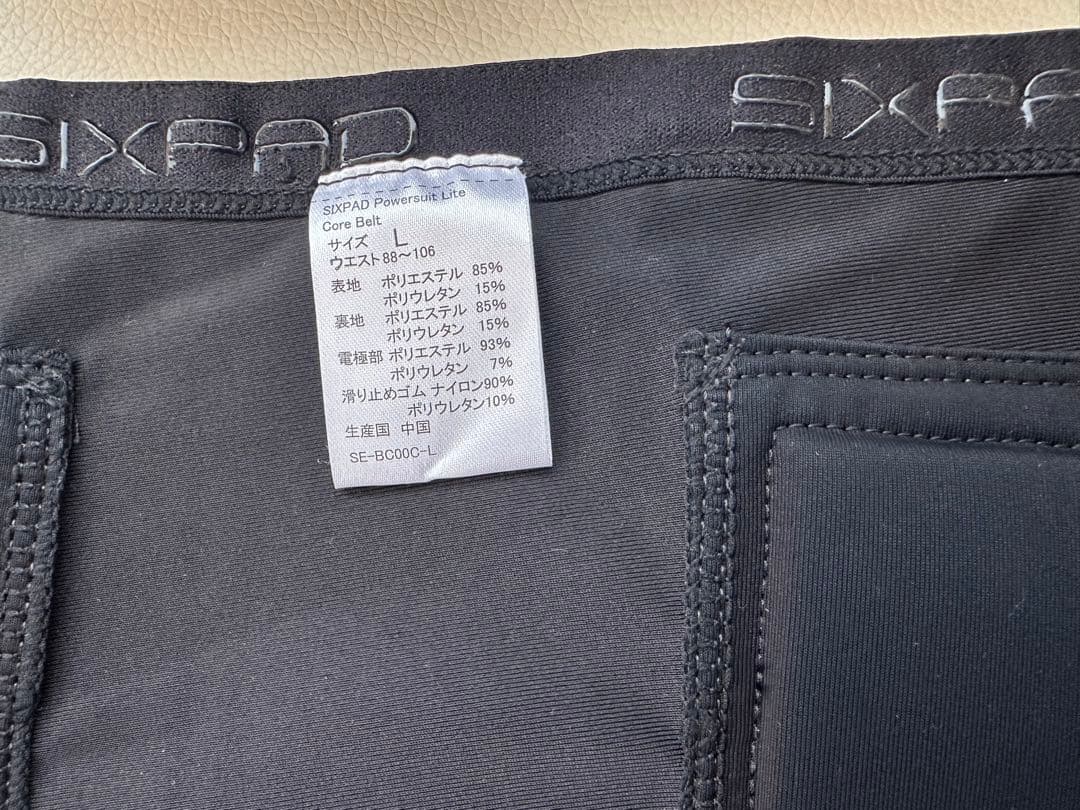 SIXPAD
SIXPA
SIXPAD Powersuit Lite
Core Belt
サイズ L
ウエスト88〜106
表地 ポリエステル 85%
ポリウレタン 15%
裏地 ポリエステル 85%
ポリウレタン 15%
電極部 ポリエステル 93%
ポリウレタン 7%
滑り止めゴム ナイロン90%
ポリウレタン10%
生産国 中国
SE-BC00C-L